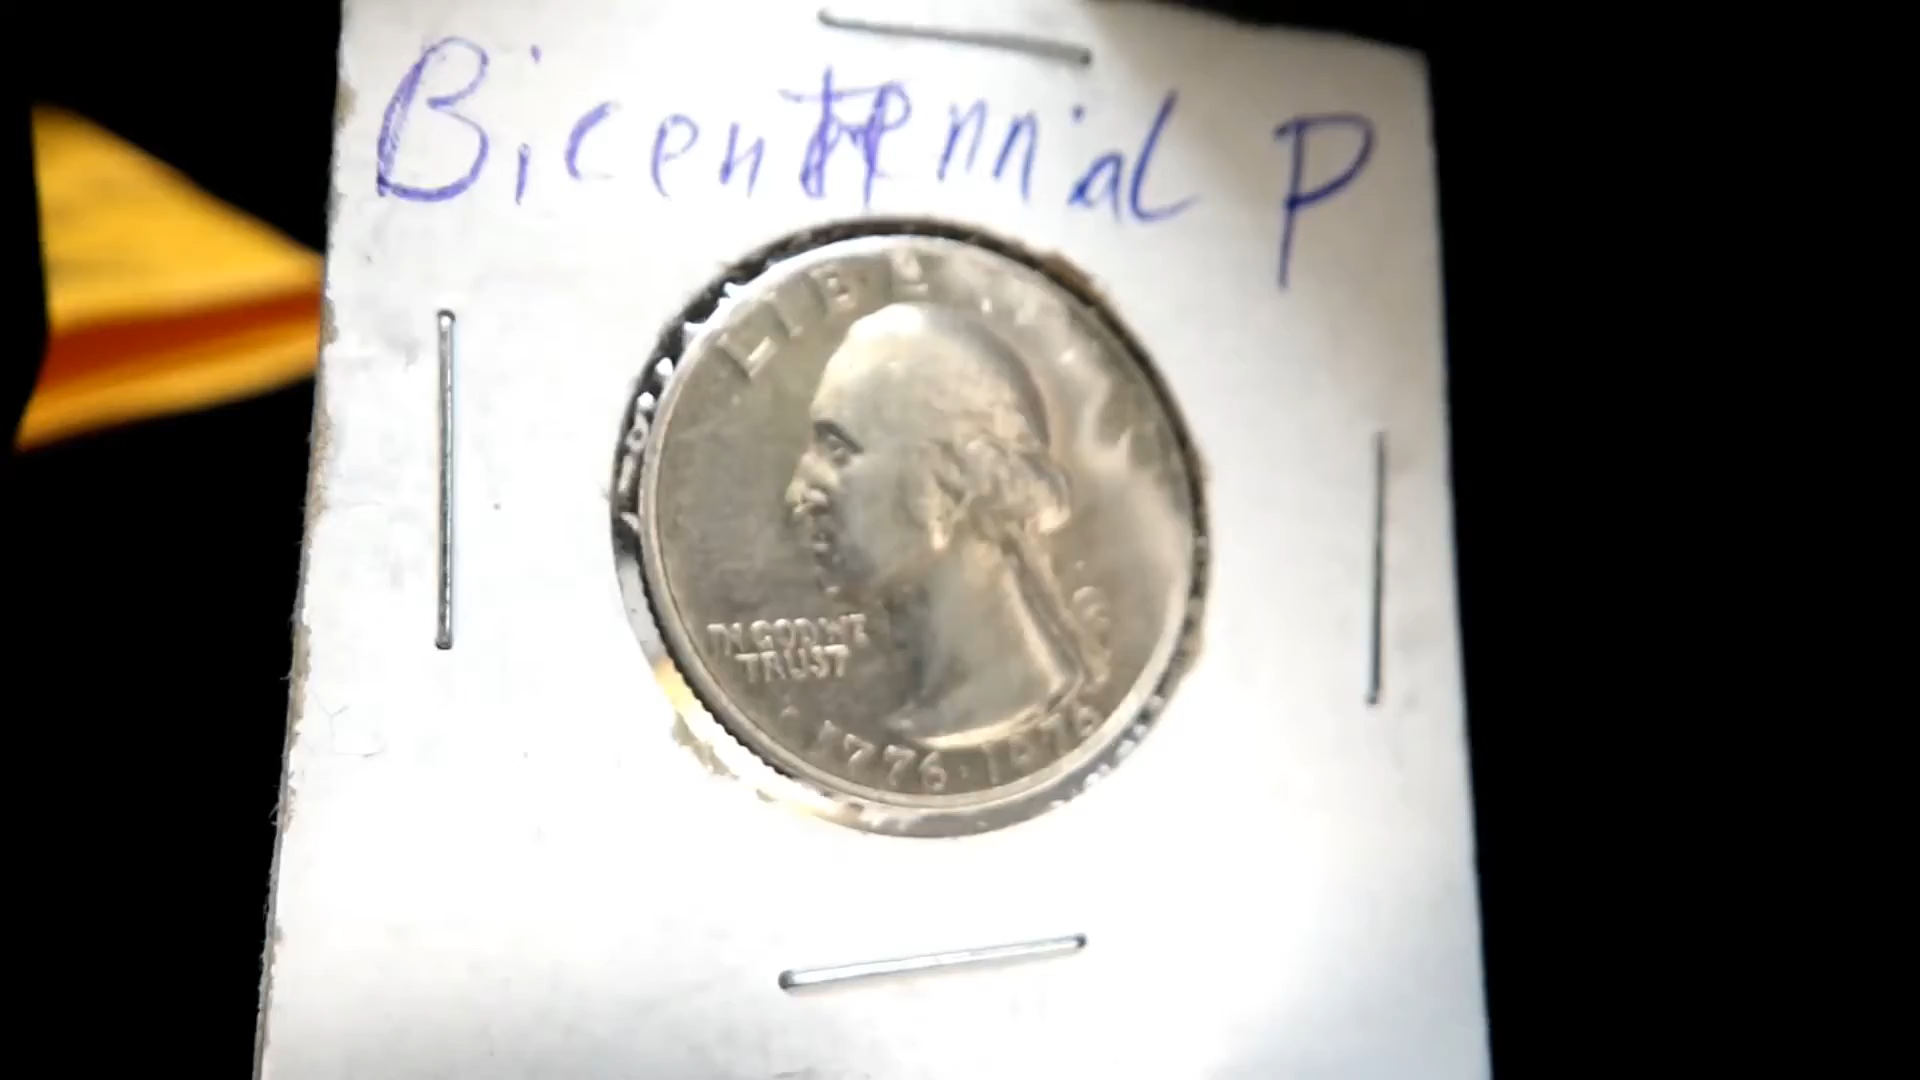 Bicentennial P
LIBERTY
IN GOD WE
TRUST
1776·1976